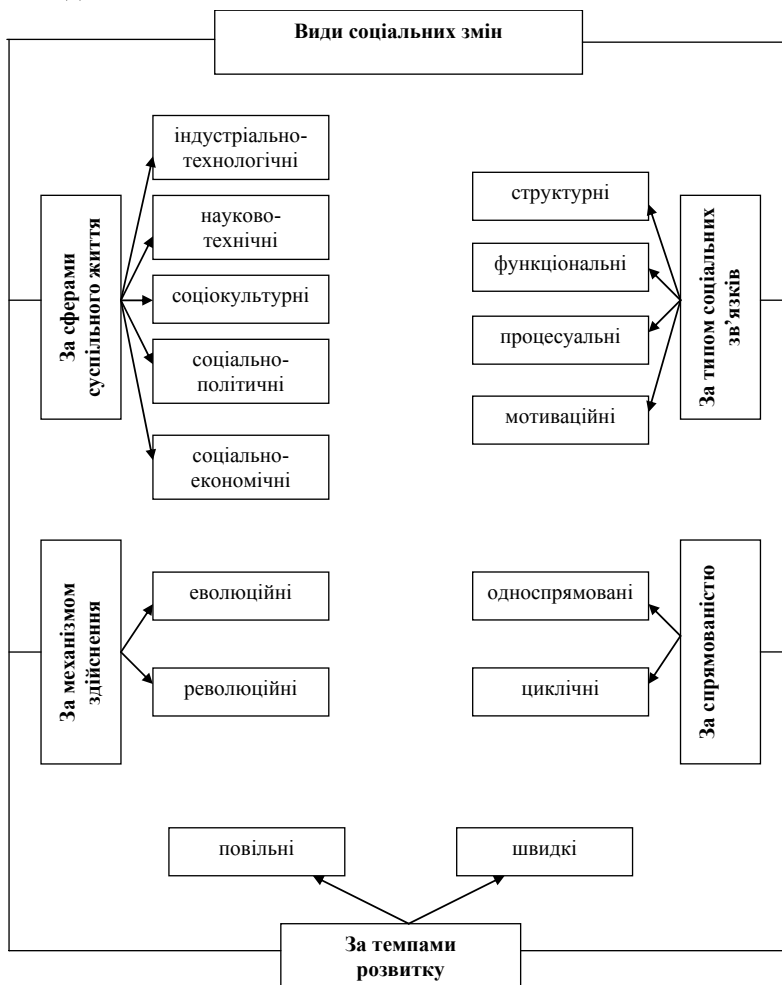 Види соціальних змін
За сферами
суспільного життя
індустріально-
технологічні
науково-
технічні
соціокультурні
соціально-
політичні
соціально-
економічні
За типом соціальних
зв’язків
структурні
функціональні
процесуальні
мотиваційні
За механізмом
здійснення
еволюційні
революційні
За спрямованістю
односпрямовані
циклічні
повільні
швидкі
За темпами
розвитку